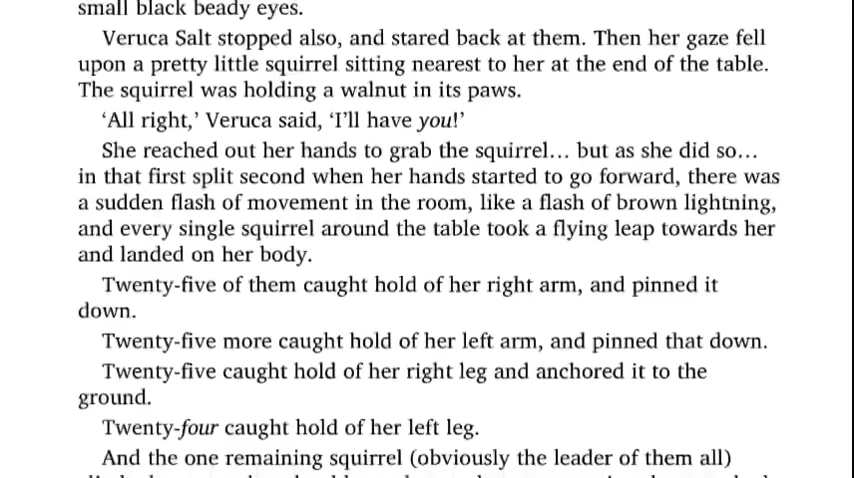 small black beady eyes.
Veruca Salt stopped also, and stared back at them. Then her gaze fell
upon a pretty little squirrel sitting nearest to her at the end of the table.
The squirrel was holding a walnut in its paws.
‘All right,’ Veruca said, ‘I’ll have you!’
She reached out her hands to grab the squirrel… but as she did so…
in that first split second when her hands started to go forward, there was
a sudden flash of movement in the room, like a flash of brown lightning,
and every single squirrel around the table took a flying leap towards her
and landed on her body.
Twenty-five of them caught hold of her right arm, and pinned it
down.
Twenty-five more caught hold of her left arm, and pinned that down.
Twenty-five caught hold of her right leg and anchored it to the
ground.
Twenty-four caught hold of her left leg.
And the one remaining squirrel (obviously the leader of them all)